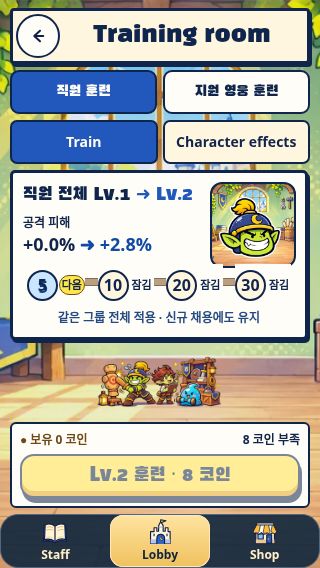 Training room
직원 훈련
지원 영웅 훈련
Train
Character effects
직원 전체 Lv.1 → Lv.2
공격 피해
+0.0% → +2.8%
5 다음 10 잠김 20 잠김 30 잠김
같은 그룹 전체 적용 · 신규 채용에도 유지
● 보유 0 코인
8 코인 부족
Lv.2 훈련 · 8 코인
Staff
Lobby
Shop